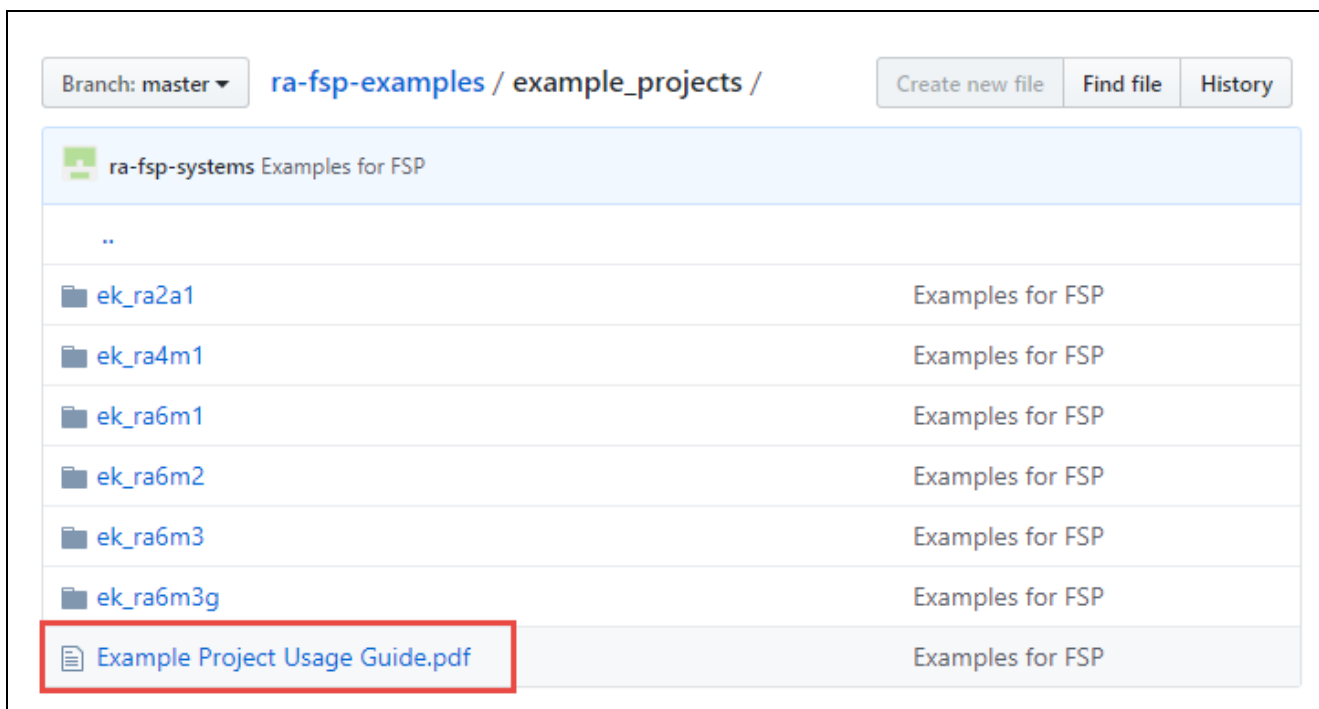 Branch: master ra-fsp-examples / example_projects / Create new file Find file History
ra-fsp-systems Examples for FSP
..
ek_ra2a1 Examples for FSP
ek_ra4m1 Examples for FSP
ek_ra6m1 Examples for FSP
ek_ra6m2 Examples for FSP
ek_ra6m3 Examples for FSP
ek_ra6m3g Examples for FSP
Example Project Usage Guide.pdf Examples for FSP